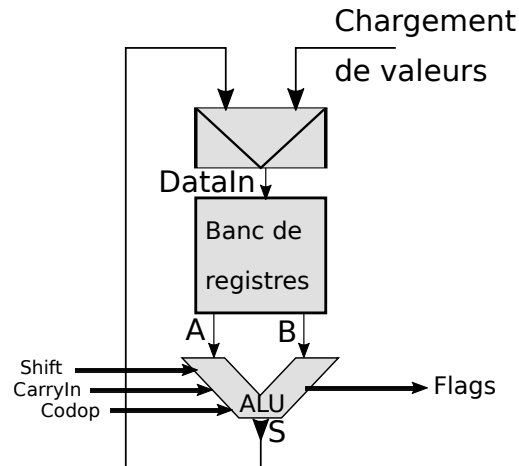 Chargement
de valeurs
DataIn
Banc de
registres
A
B
Shift
CarryIn
Codop
ALU
Flags
S